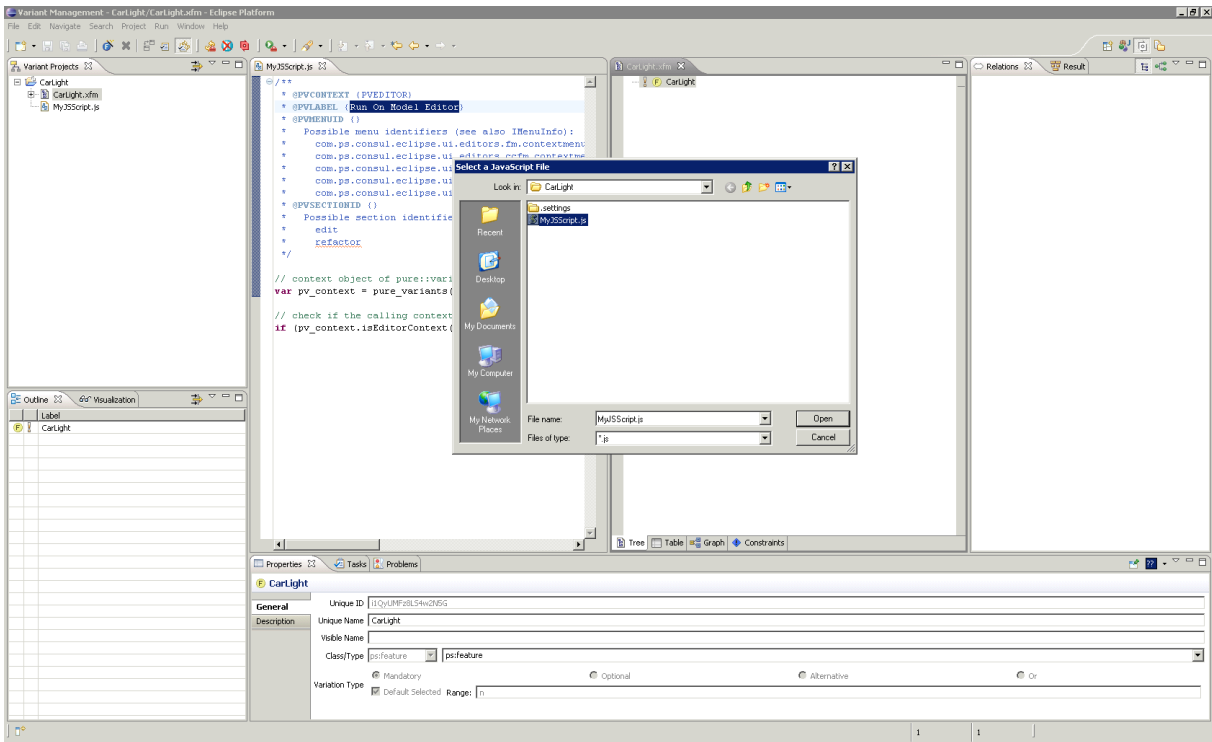 Variant Management - CarLight/CarLight.xfm - Eclipse Platform
File Edit Navigate Search Project Run Window Help
Variant Projects
CarLight
CarLight.xfm
MyJSScript.js
MyJSScript.js
/**
* @PVCONTEXT (PVEDITOR)
* @PVLABEL (Run On Model Editor)
* @PVMENUID ()
* Possible menu identifiers (see also IMenuInfo):
* com.ps.consul.eclipse.ui.editors.fm.contextmenu
* com.ps.consul.eclipse.ui.editors.ccfm.contextme
* com.ps.consul.eclipse.ui
* com.ps.consul.eclipse.ui
* com.ps.consul.eclipse.ui
* @PVSECTIONID ()
* Possible section identifie
* edit
* refactor
*/
// context object of pure::vari
var pv_context = pure_variants(
// check if the calling context
if (pv_context.isEditorContext(
CarLight.xfm
CarLight
Relations
Result
Select a JavaScript File
Look in: CarLight
Recent
Desktop
My Documents
My Computer
My Network Places
.settings
MyJSScript.js
File name: MyJSScript.js Open
Files of type: *.js Cancel
Outline Visualization
Label
CarLight
Tree Table Graph Constraints
Properties Tasks Problems
CarLight
General
Description
Unique ID i1QyUMFz8LS4w2N5G
Unique Name CarLight
Visible Name
Class/Type ps:feature ps:feature
Variation Type Mandatory Optional Alternative Or
Default Selected Range: n
1 1